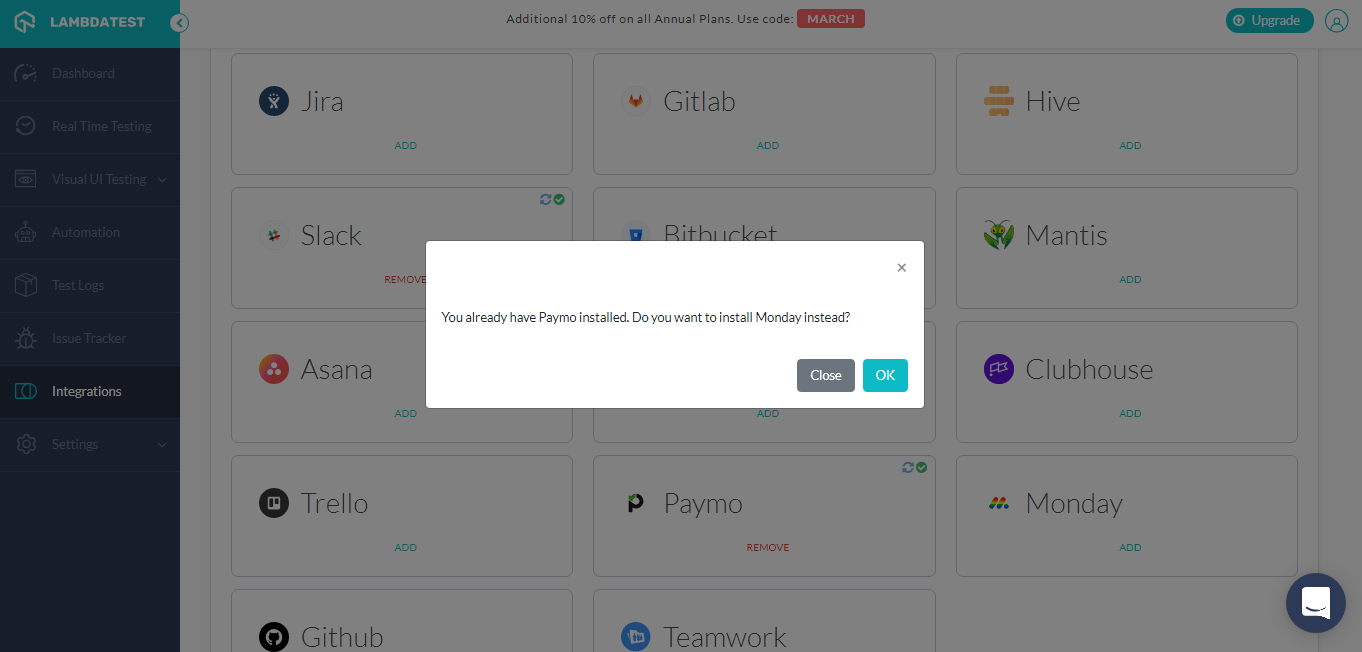 LAMBDATEST
Additional 10% off on all Annual Plans. Use code: MARCH
Upgrade
Dashboard
Real Time Testing
Visual UI Testing
Automation
Test Logs
Issue Tracker
Integrations
Settings
Jira
ADD
Gitlab
ADD
Hive
ADD
Slack
REMOVE
Bitbucket
Mantis
ADD
You already have Paymo installed. Do you want to install Monday instead?
Close
OK
Asana
ADD
ADD
Clubhouse
ADD
Trello
ADD
Paymo
REMOVE
Monday
ADD
Github
Teamwork